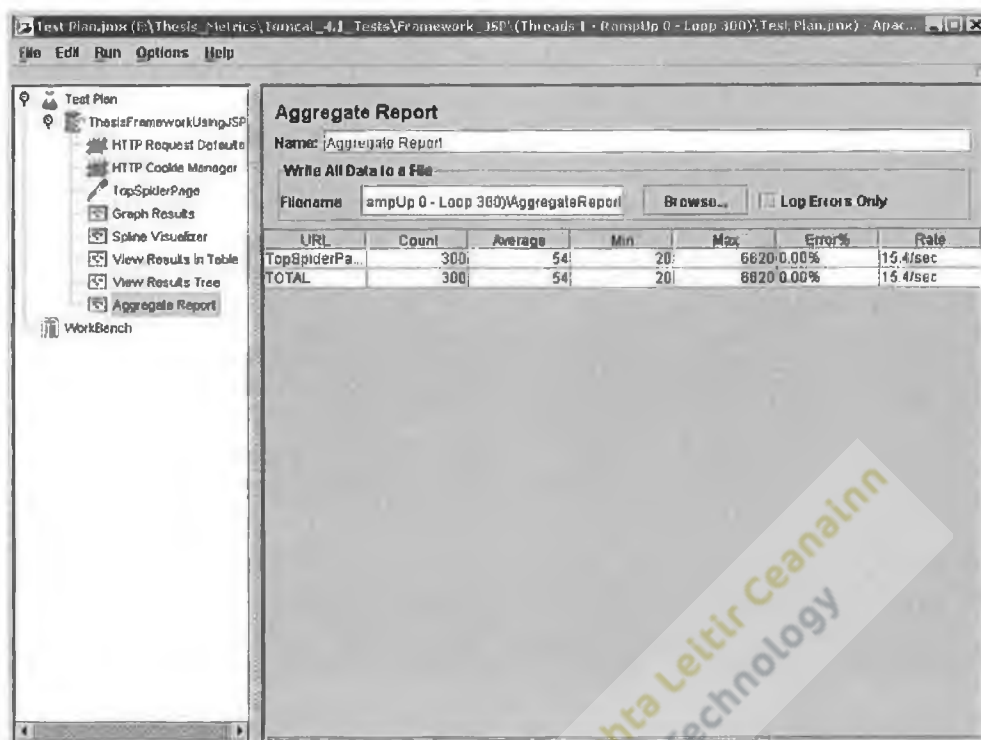 Test Plan.jmx (E:\Thesis_Metrics\Tomcat_4.1_Tests\Framework_JSP\(Threads 1 - RampUp 0 - Loop 300)\Test Plan.jmx) - Apac...
File Edit Run Options Help
Test Plan
ThesisFrameworkUsingJSP
HTTP Request Defaults
HTTP Cookie Manager
TopSpiderPage
Graph Results
Spline Visualizer
View Results in Table
View Results Tree
Aggregate Report
WorkBench
Aggregate Report
Name: Aggregate Report
Write All Data to a File
Filename ampUp 0 - Loop 300)\AggregateReport Browse... Log Errors Only
URL Count Average Min Max Error% Rate
TopSpiderPa... 300 54 20 6620 0.00% 15.4/sec
TOTAL 300 54 20 6620 0.00% 15.4/sec
hta Leitir Ceanainn
Technology